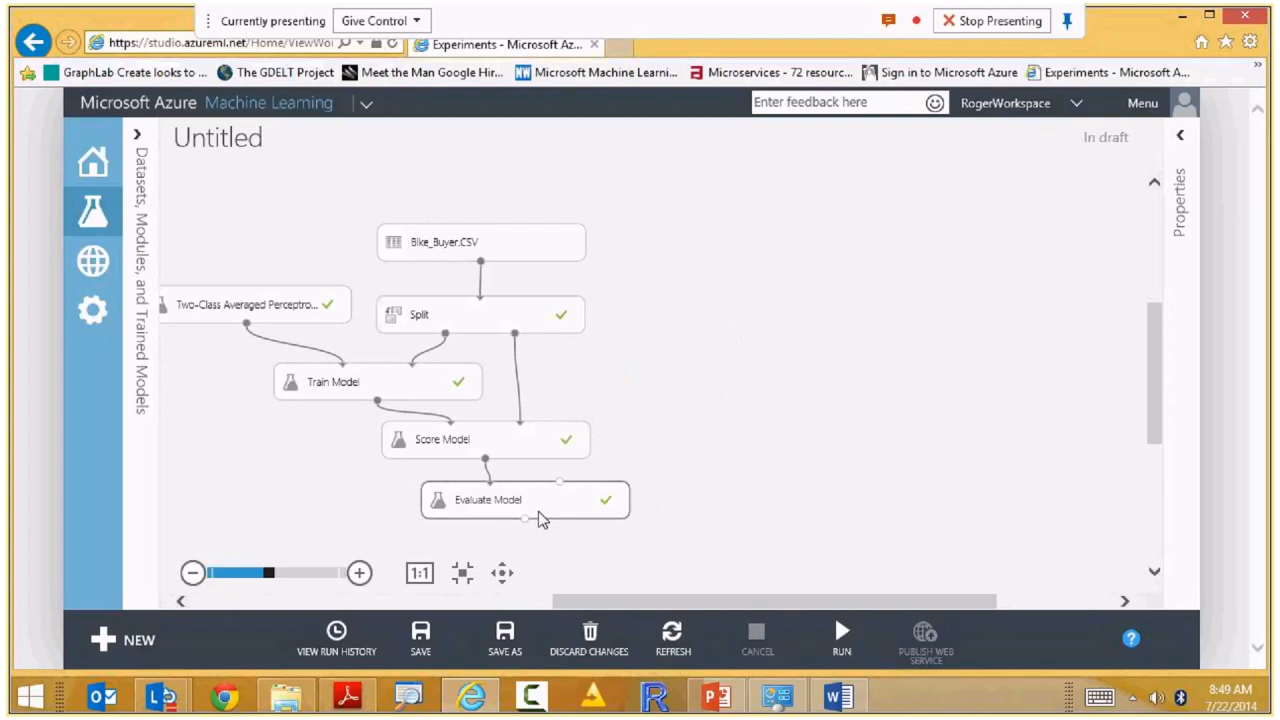 Currently presenting Give Control Stop Presenting
https://studio.azureml.net/Home/ViewWor Experiments - Microsoft Az...
GraphLab Create looks to ... The GDELT Project Meet the Man Google Hir... Microsoft Machine Learni... Microservices - 72 resourc... Sign in to Microsoft Azure Experiments - Microsoft A...
Microsoft Azure Machine Learning Enter feedback here RogerWorkspace Menu
Untitled In draft
Datasets, Modules, and Trained Models
Properties
Bike_Buyer.CSV
Two-Class Averaged Perceptro... Split
Train Model
Score Model
Evaluate Model
1:1
NEW VIEW RUN HISTORY SAVE SAVE AS DISCARD CHANGES REFRESH CANCEL RUN PUBLISH WEB SERVICE ?
8:49 AM
7/22/2014